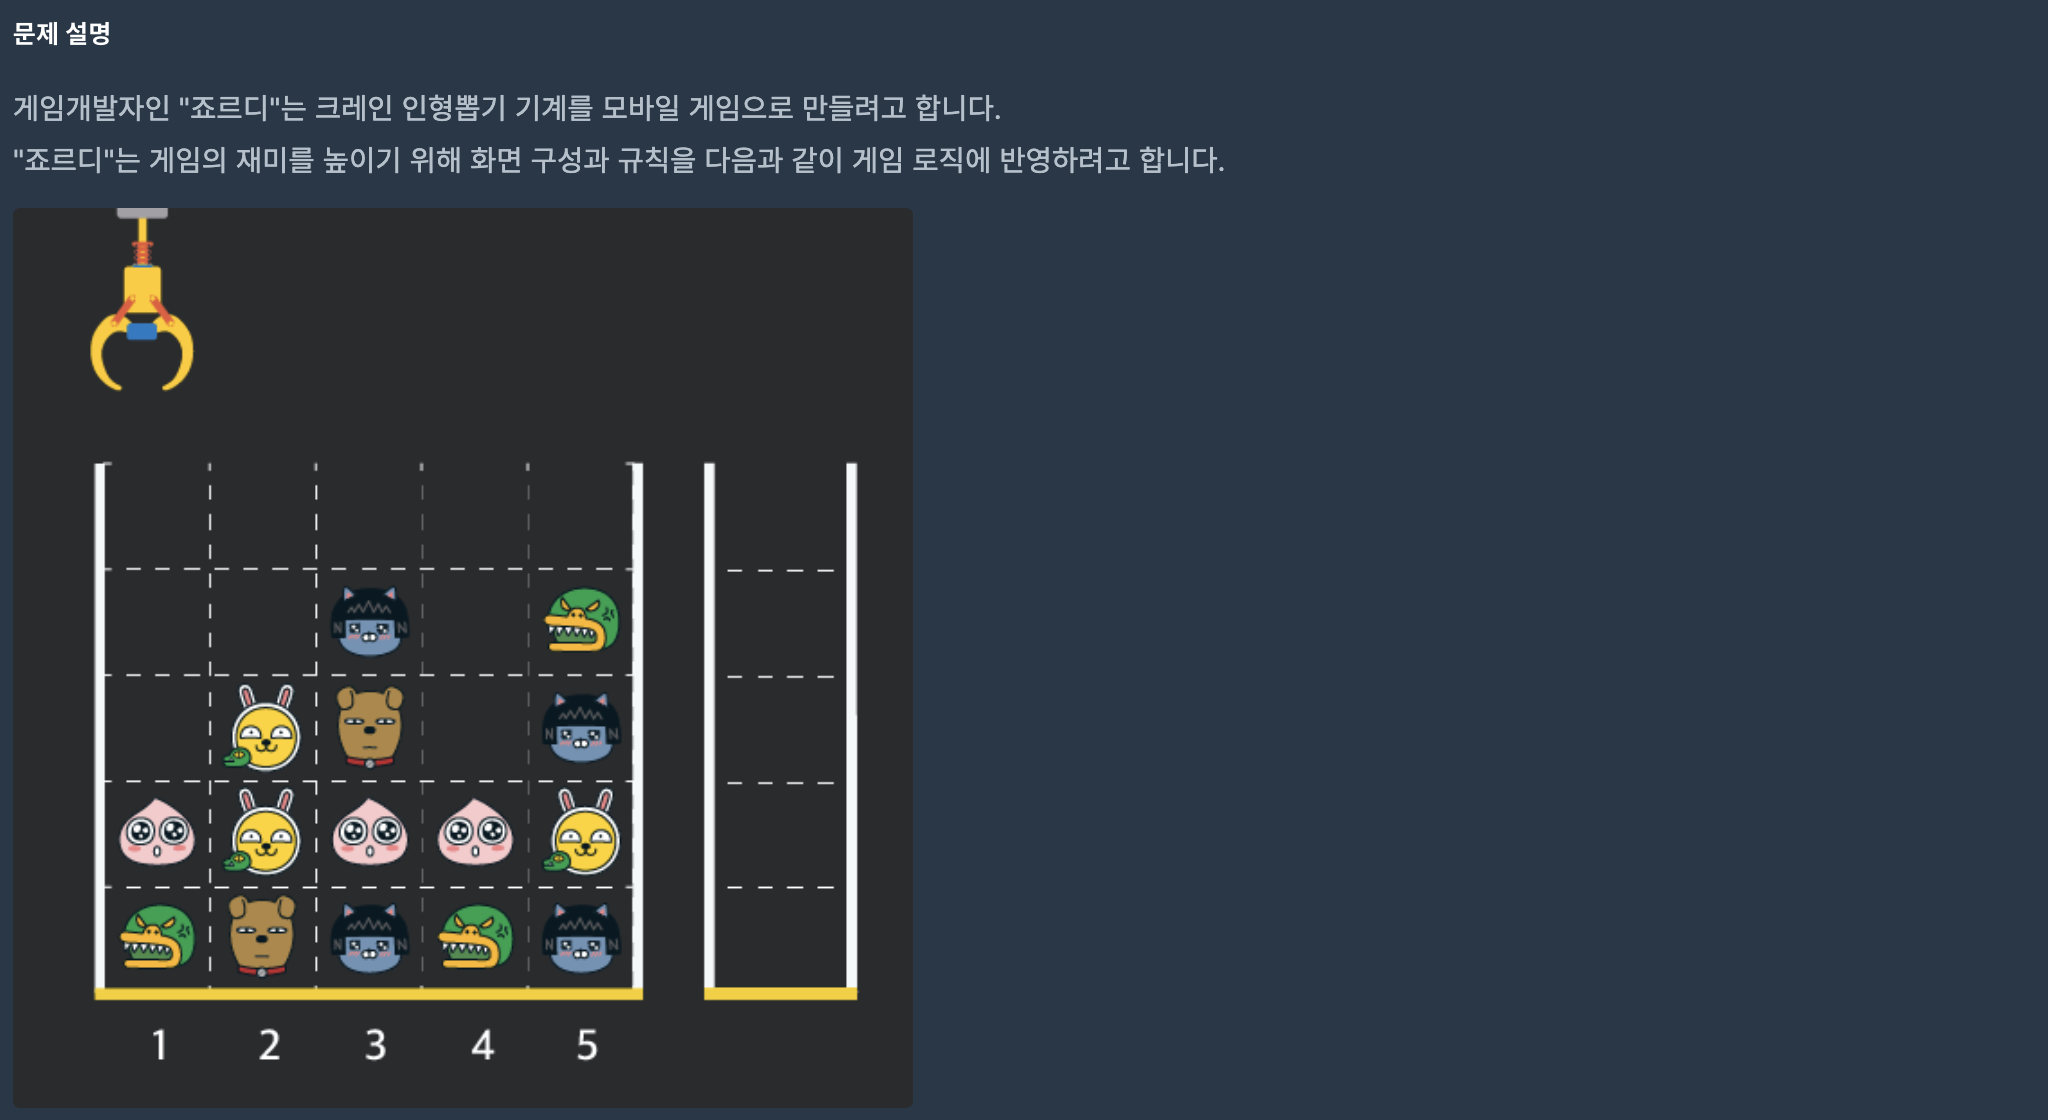 문제 설명
게임개발자인 "죠르디"는 크레인 인형뽑기 기계를 모바일 게임으로 만들려고 합니다.
"죠르디"는 게임의 재미를 높이기 위해 화면 구성과 규칙을 다음과 같이 게임 로직에 반영하려고 합니다.
1 2 3 4 5